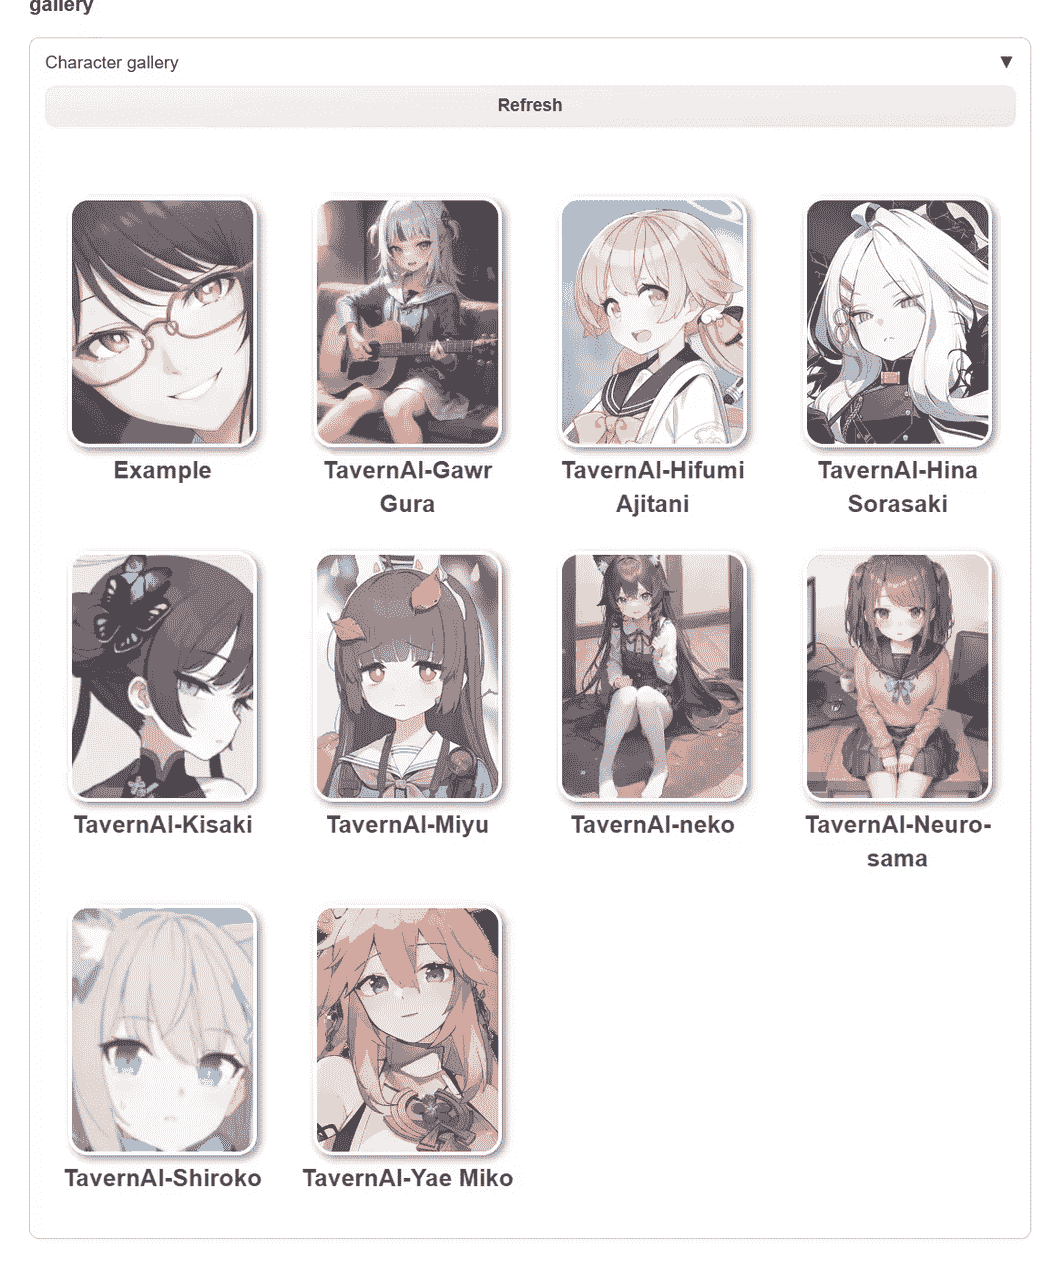 gallery
Character gallery ▼
Refresh
Example
TavernAI-Gawr
Gura
TavernAI-Hifumi
Ajitani
TavernAI-Hina
Sorasaki
TavernAI-Kisaki
TavernAI-Miyu
TavernAI-neko
TavernAI-Neuro-
sama
TavernAI-Shiroko
TavernAI-Yae Miko